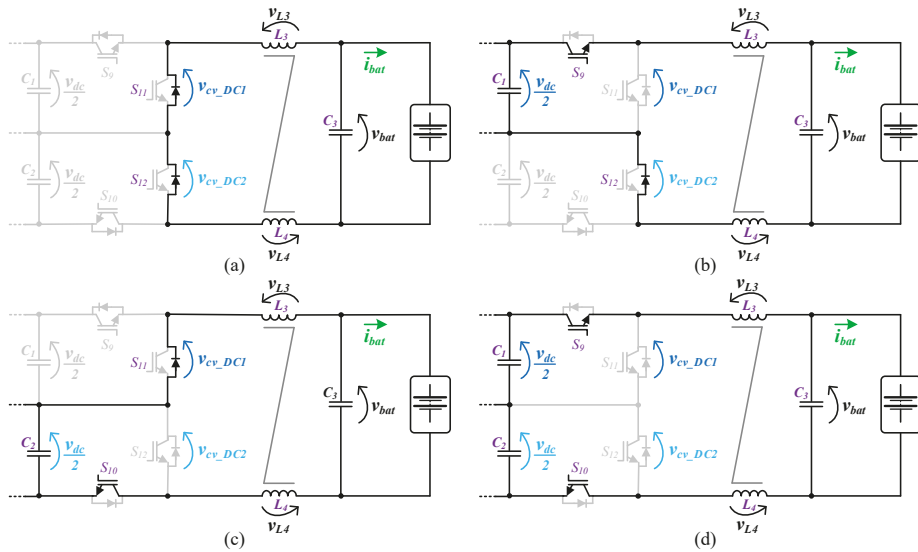 v_L3 v_L3
L_3 L_3
S_9 i_bat S_9 i_bat
C_1 v_dc/2 S_11 v_cv_DC1 C_1 v_dc/2 S_11 v_cv_DC1
C_3 v_bat C_3 v_bat
C_2 v_dc/2 S_12 v_cv_DC2 C_2 v_dc/2 S_12 v_cv_DC2
S_10 S_10
L_4 L_4
v_L4 v_L4
(a) (b)
v_L3 v_L3
L_3 L_3
S_9 i_bat S_9 i_bat
C_1 v_dc/2 S_11 v_cv_DC1 C_1 v_dc/2 S_11 v_cv_DC1
C_3 v_bat C_3 v_bat
C_2 v_dc/2 S_12 v_cv_DC2 C_2 v_dc/2 S_12 v_cv_DC2
S_10 S_10
L_4 L_4
v_L4 v_L4
(c) (d)